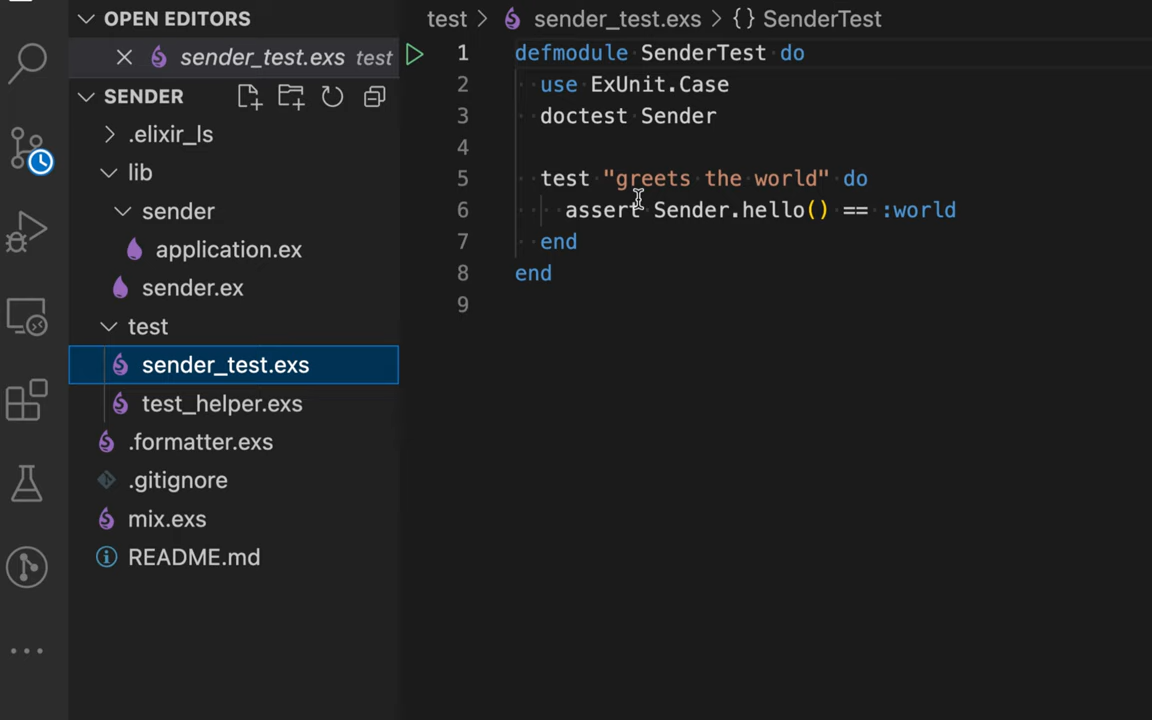 OPEN EDITORS
sender_test.exs test
SENDER
.elixir_ls
lib
sender
application.ex
sender.ex
test
sender_test.exs
test_helper.exs
.formatter.exs
.gitignore
mix.exs
README.md
test > sender_test.exs > {} SenderTest
1 defmodule SenderTest do
2 use ExUnit.Case
3 doctest Sender
4
5 test "greets the world" do
6 assert Sender.hello() == :world
7 end
8 end
9